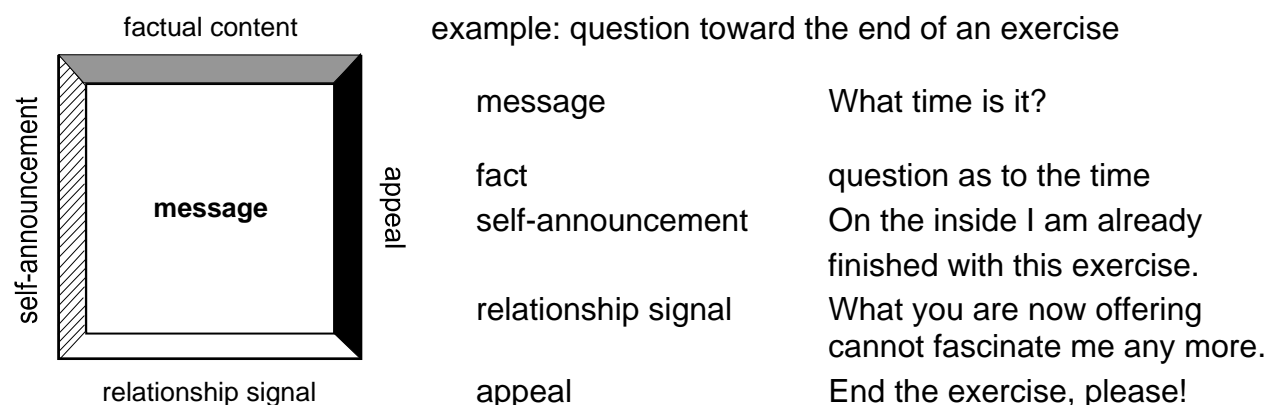 factual content
self-announcement
message
appeal
relationship signal
example: question toward the end of an exercise
message What time is it?
fact question as to the time
self-announcement On the inside I am already
finished with this exercise.
relationship signal What you are now offering
cannot fascinate me any more.
appeal End the exercise, please!